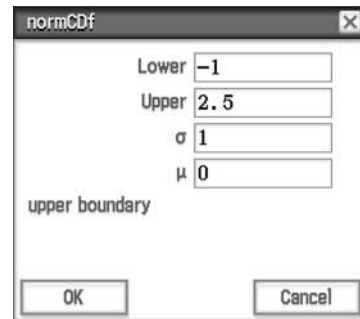 normCDf
Lower -1
Upper 2.5
σ 1
μ 0
upper boundary
OK Cancel